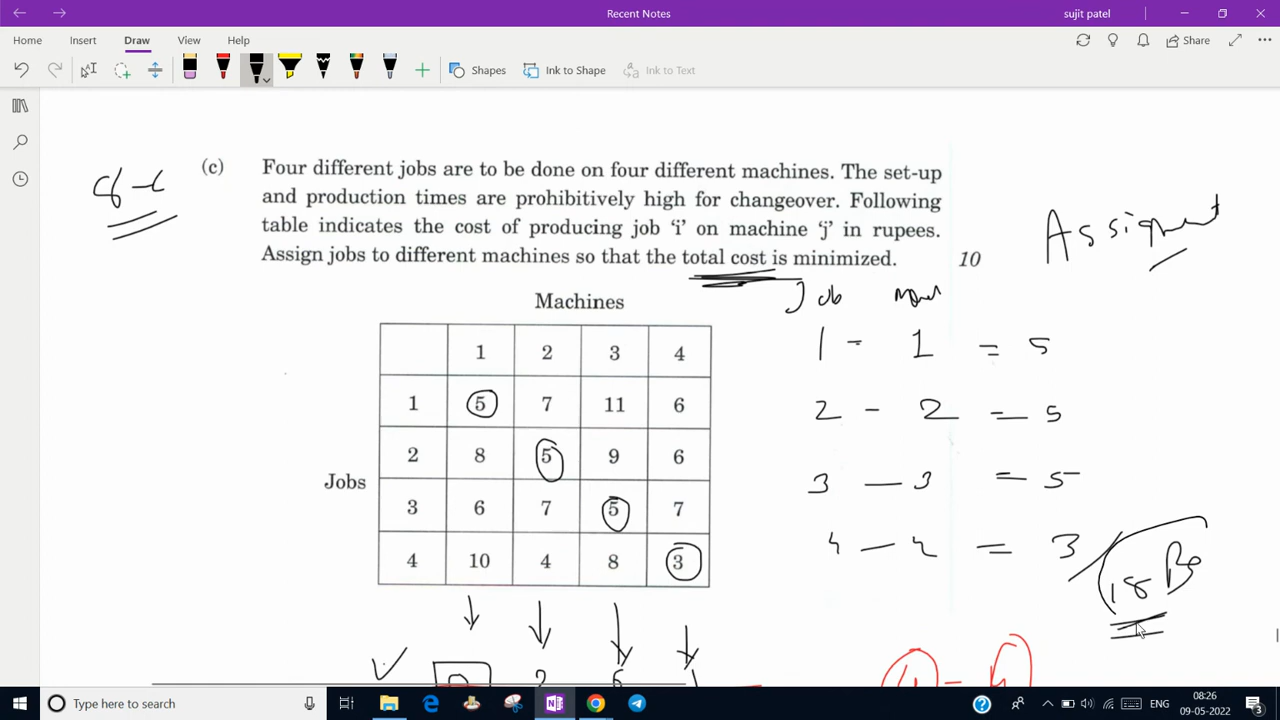 Recent Notes
sujit patel
Home Insert Draw View Help
Share
Shapes Ink to Shape Ink to Text
(c) Four different jobs are to be done on four different machines. The set-up
and production times are prohibitively high for changeover. Following
table indicates the cost of producing job 'i' on machine 'j' in rupees.
Assign jobs to different machines so that the total cost is minimized. 10
Machines
1 2 3 4
1 5 7 11 6
2 8 5 9 6
Jobs
3 6 7 5 7
4 10 4 8 3
Job
1 - 1 = 5
2 - 2 = 5
3 - 3 = 5
4 - 4 = 3
18
Type here to search
ENG
08:26
09-05-2022
3